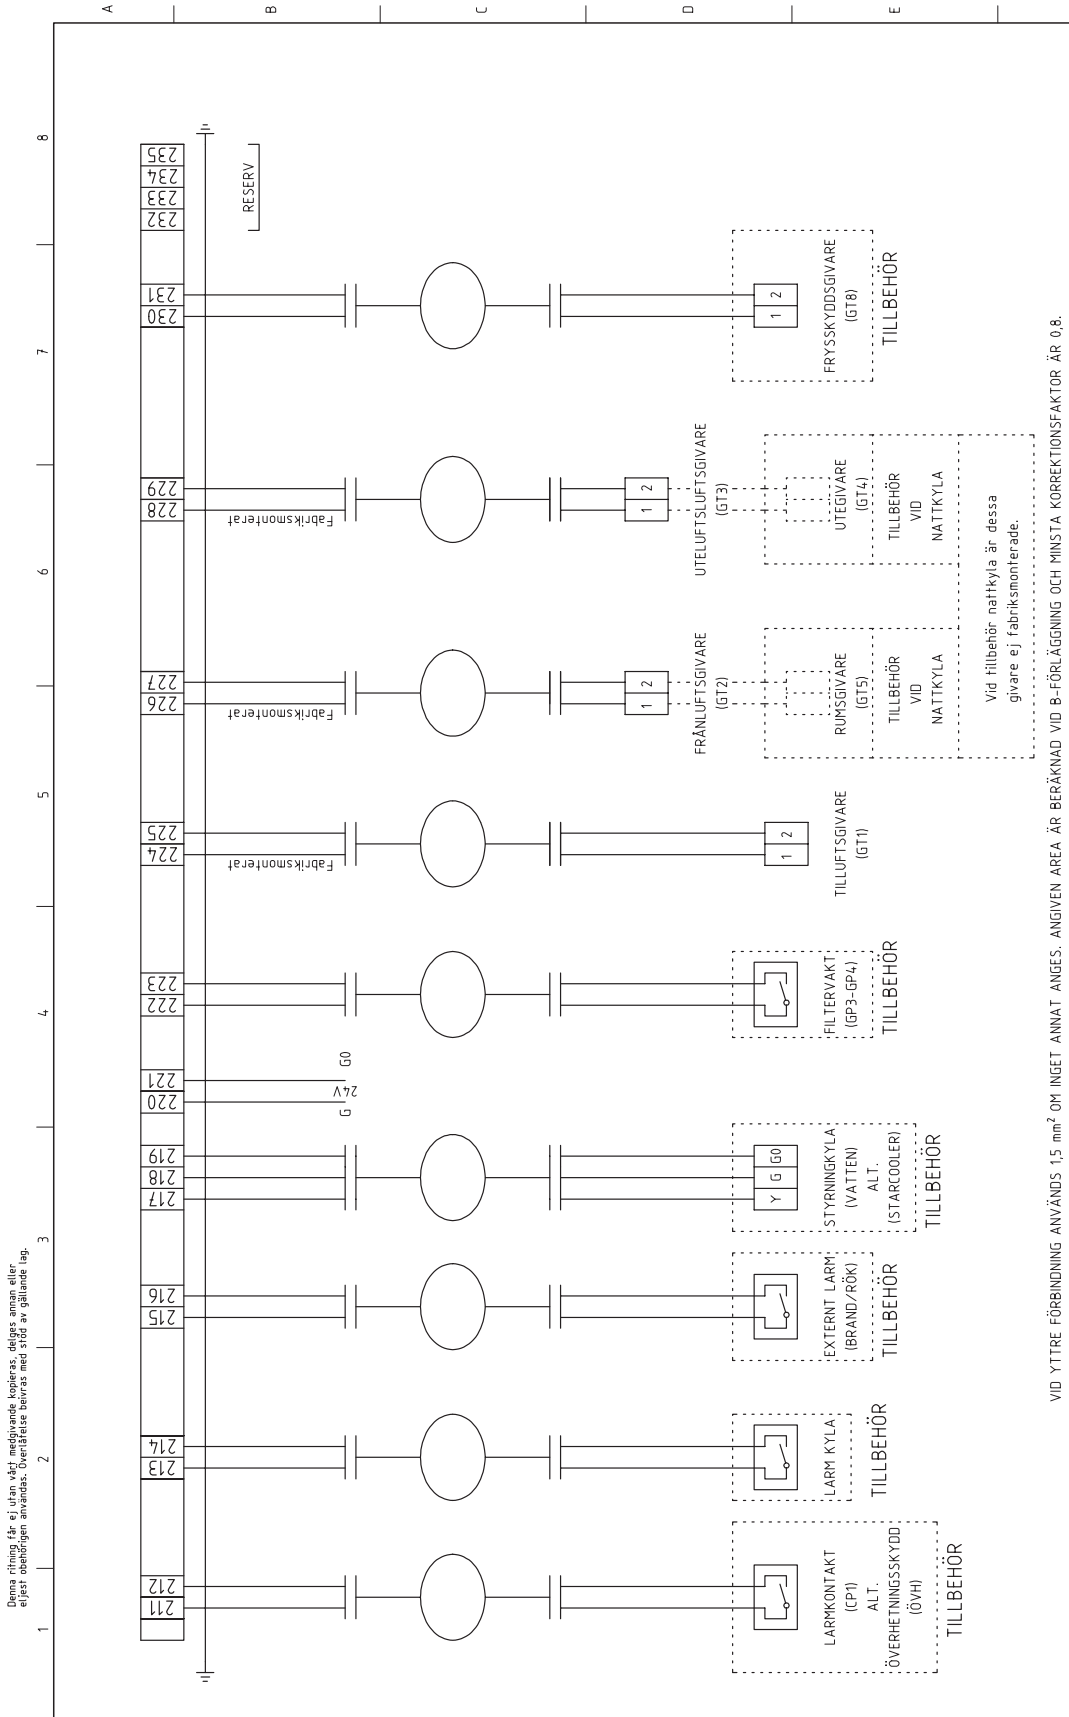 Denna ritning får ej utan vårt medgivande kopieras, delges annan eller
eljest obehörigen användas. Överlåtelse beivras med stöd av gällande lag.
1
2
3
4
5
6
7
8
A
B
C
D
E
211
212
213
214
215
216
217
218
219
220
221
222
223
224
225
226
227
228
229
230
231
232
233
234
235
RESERV
G
24V
G0
Fabriksmonterat
Fabriksmonterat
Fabriksmonterat
LARMKONTAKT
(CP1)
ALT.
ÖVERHETNINGSSKYDD
(ÖVH)
TILLBEHÖR
LARM KYLA
TILLBEHÖR
EXTERNT LARM
(BRAND/RÖK)
TILLBEHÖR
Y
G
G0
STYRNINGKYLA
(VATTEN)
ALT.
(STARCOOLER)
TILLBEHÖR
FILTERVAKT
(GP3-GP4)
TILLBEHÖR
1
2
TILLUFTSGIVARE
(GT1)
1
2
FRÅNLUFTSGIVARE
(GT2)
RUMSGIVARE
(GT5)
TILLBEHÖR
VID
NATTKYLA
1
2
UTELUFTSLUFTSGIVARE
(GT3)
UTEGIVARE
(GT4)
TILLBEHÖR
VID
NATTKYLA
Vid tillbehör nattkyla är dessa
givare ej fabriksmonterade.
1
2
FRYSSKYDDSGIVARE
(GT8)
TILLBEHÖR
VID YTTRE FÖRBINDNING ANVÄNDS 1,5 mm² OM INGET ANNAT ANGES. ANGIVEN AREA ÄR BERÄKNAD VID B-FÖRLÄGGNING OCH MINSTA KORREKTIONSFAKTOR ÄR 0,8.